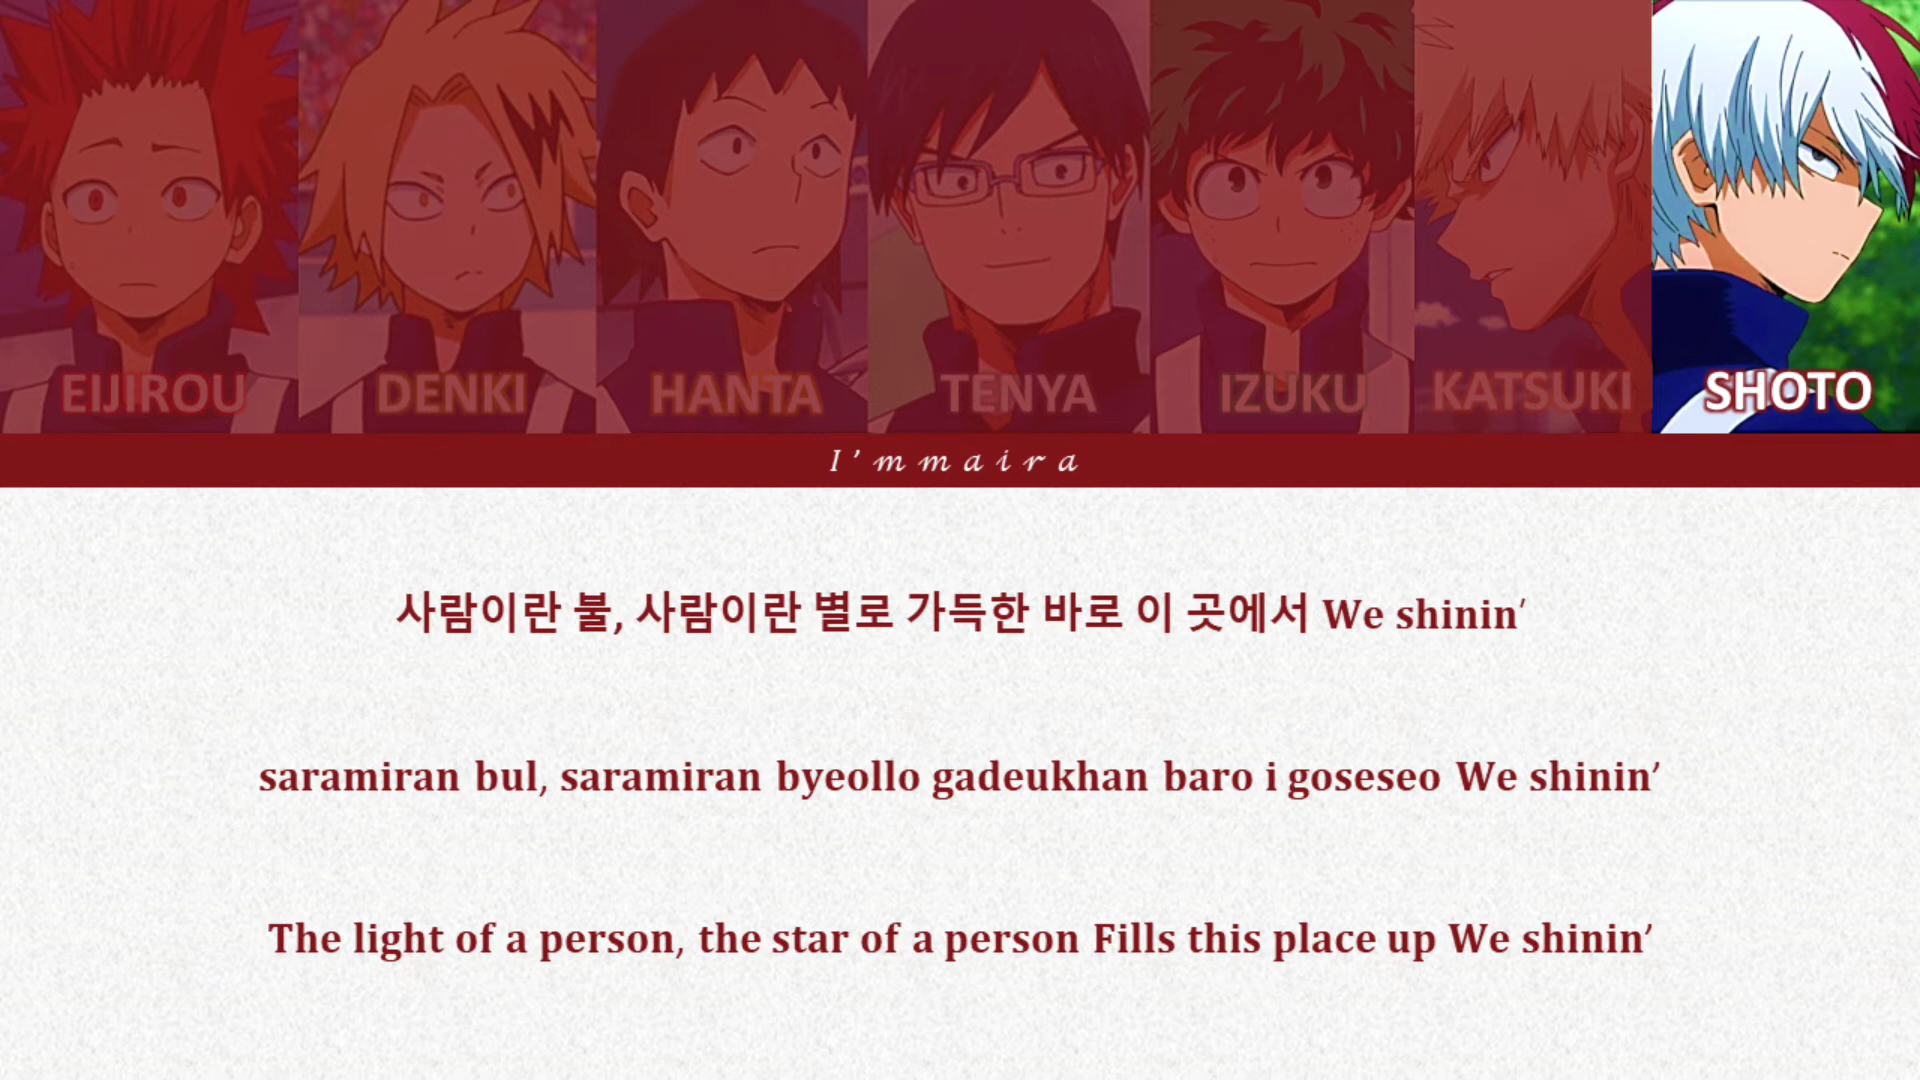 EIJIROU
DENKI
HANTA
TENYA
IZUKU
KATSUKI
SHOTO
I'mmaira
사람이란 불, 사람이란 별로 가득한 바로 이 곳에서 We shinin'
saramiran bul, saramiran byeollo gadeukhan baro i goseseo We shinin'
The light of a person, the star of a person Fills this place up We shinin'